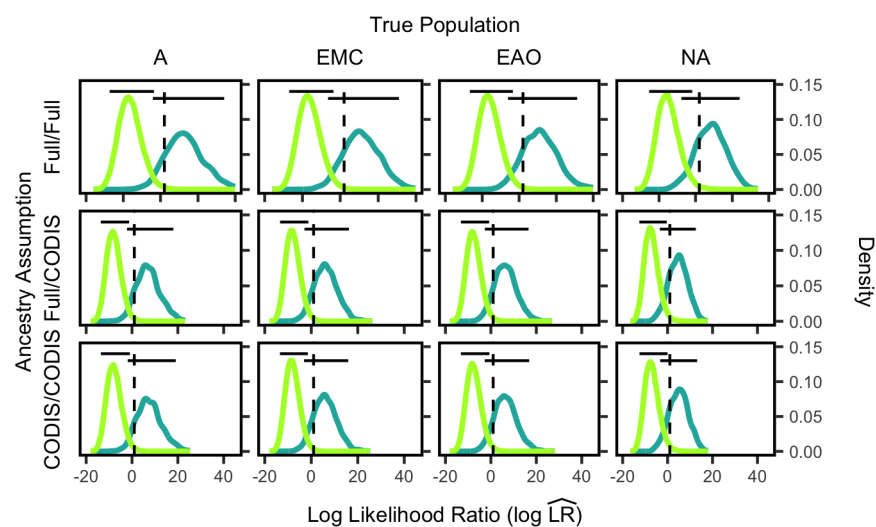 True Population
A EMC EAO NA
Ancestry Assumption
Full/Full
0.15
0.10
0.05
0.00
Full/CODIS
0.15
0.10
0.05
0.00
CODIS/CODIS
0.15
0.10
0.05
0.00
Density
-20 0 20 40 -20 0 20 40 -20 0 20 40 -20 0 20 40
Log Likelihood Ratio (log L͡R)